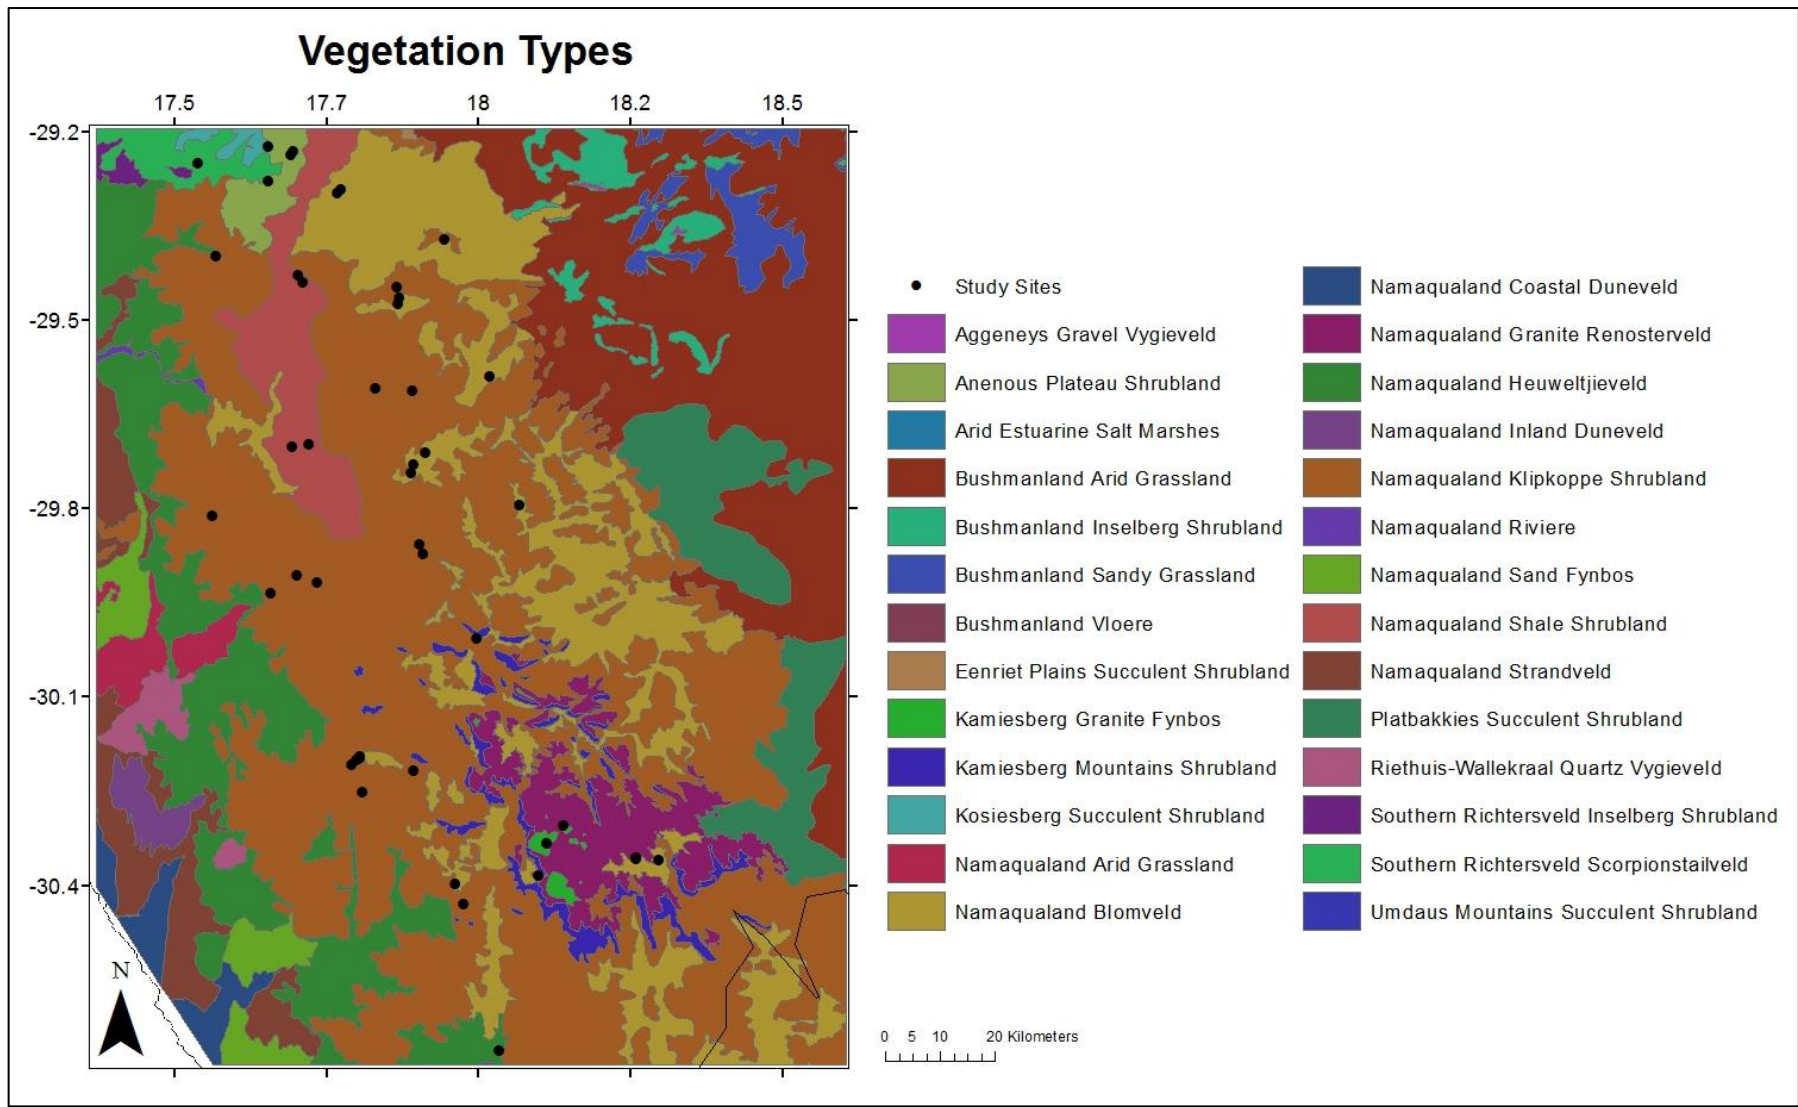 Vegetation Types
17.5 17.7 18 18.2 18.5
-29.2
-29.5
-29.8
-30.1
-30.4
N
Study Sites
Aggeneys Gravel Vygieveld
Anenous Plateau Shrubland
Arid Estuarine Salt Marshes
Bushmanland Arid Grassland
Bushmanland Inselberg Shrubland
Bushmanland Sandy Grassland
Bushmanland Vloere
Eenriet Plains Succulent Shrubland
Kamiesberg Granite Fynbos
Kamiesberg Mountains Shrubland
Kosiesberg Succulent Shrubland
Namaqualand Arid Grassland
Namaqualand Blomveld
Namaqualand Coastal Duneveld
Namaqualand Granite Renosterveld
Namaqualand Heuweltjieveld
Namaqualand Inland Duneveld
Namaqualand Klipkoppe Shrubland
Namaqualand Riviere
Namaqualand Sand Fynbos
Namaqualand Shale Shrubland
Namaqualand Strandveld
Platbakkies Succulent Shrubland
Riethuis-Wallekraal Quartz Vygieveld
Southern Richtersveld Inselberg Shrubland
Southern Richtersveld Scorpionstailveld
Umdaus Mountains Succulent Shrubland
0 5 10 20 Kilometers